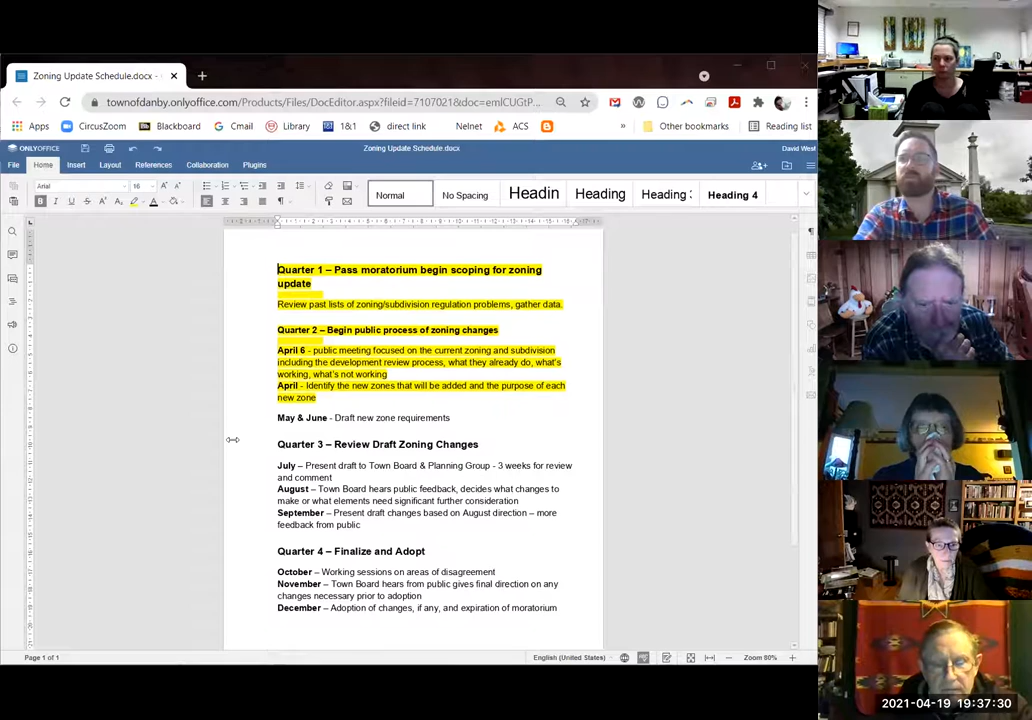 Zoning Update Schedule.docx -
townofdanby.onlyoffice.com/Products/Files/DocEditor.aspx?fileid=7107021&doc=emlCUGtP...
Apps CircusZoom Blackboard Gmail Library 1&1 direct link Nelnet ACS » Other bookmarks Reading list
ONLYOFFICE Zoning Update Schedule.docx David West
File Home Insert Layout References Collaboration Plugins
Arial 16 Normal No Spacing Headin Heading Heading : Heading 4
Quarter 1 – Pass moratorium begin scoping for zoning
update
Review past lists of zoning/subdivision regulation problems, gather data.
Quarter 2 – Begin public process of zoning changes
April 6 - public meeting focused on the current zoning and subdivision
including the development review process, what they already do, what's
working, what's not working
April - Identify the new zones that will be added and the purpose of each
new zone
May & June - Draft new zone requirements
Quarter 3 – Review Draft Zoning Changes
July – Present draft to Town Board & Planning Group - 3 weeks for review
and comment
August – Town Board hears public feedback, decides what changes to
make or what elements need significant further consideration
September – Present draft changes based on August direction – more
feedback from public
Quarter 4 – Finalize and Adopt
October – Working sessions on areas of disagreement
November – Town Board hears from public gives final direction on any
changes necessary prior to adoption
December – Adoption of changes, if any, and expiration of moratorium
Page 1 of 1 English (United States) Zoom 80%
2021-04-19 19:37:30